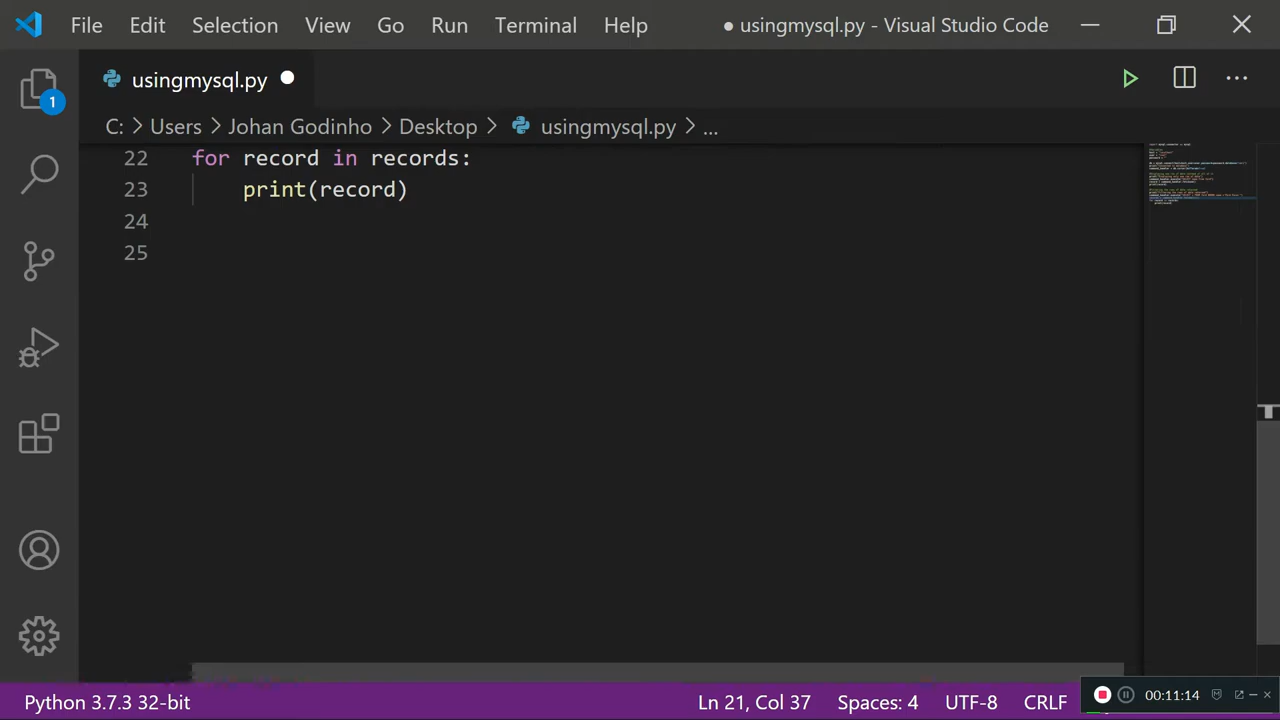 File Edit Selection View Go Run Terminal Help ● usingmysql.py - Visual Studio Code
usingmysql.py
1
C: > Users > Johan Godinho > Desktop > usingmysql.py > ...
22 for record in records:
23 print(record)
24
25
Python 3.7.3 32-bit Ln 21, Col 37 Spaces: 4 UTF-8 CRLF 00:11:14